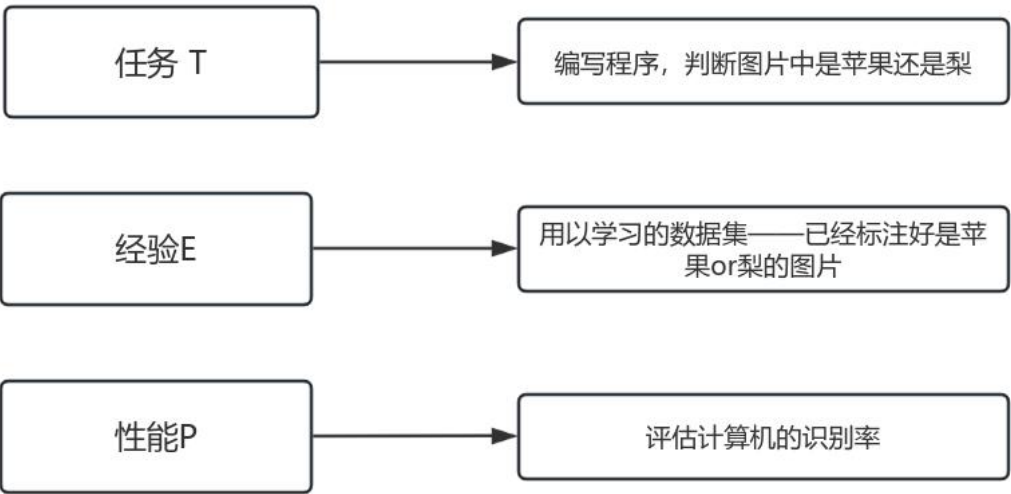 任务 T
编写程序，判断图片中是苹果还是梨
经验E
用以学习的数据集——已经标注好是苹
果or梨的图片
性能P
评估计算机的识别率